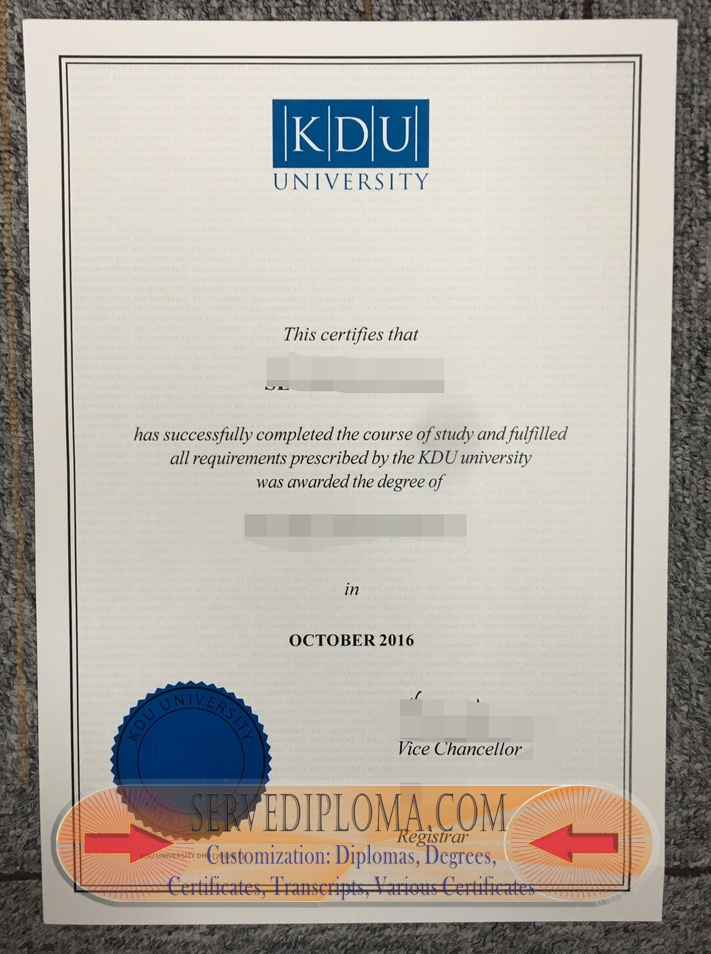 KDU
UNIVERSITY
This certifies that
has successfully completed the course of study and fulfilled
all requirements prescribed by the KDU university
was awarded the degree of
in
OCTOBER 2016
KDU UNIVERSITY
Vice Chancellor
SERVEDIPLOMA.COM
Registrar
Customization: Diplomas, Degrees,
Certificates, Transcripts, Various Certificates